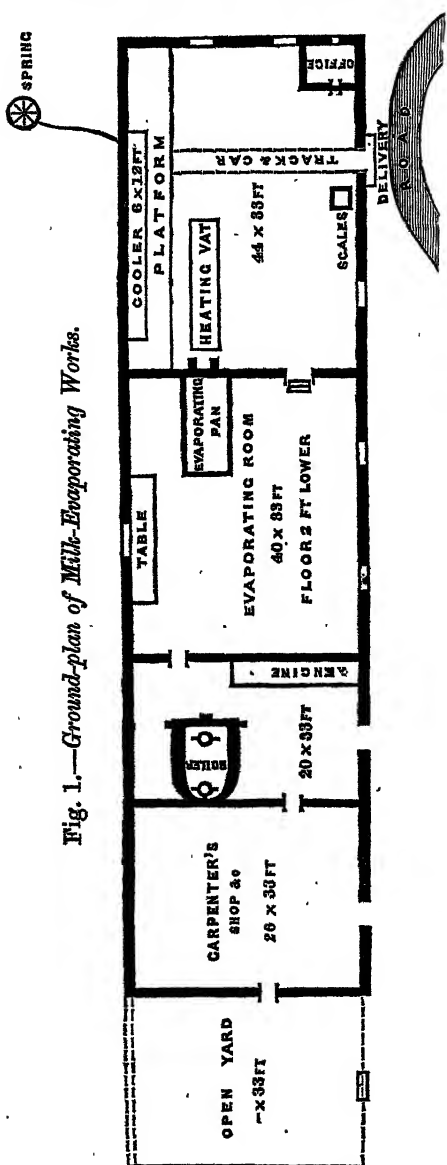 Fig. 1.—Ground-plan of Milk-Evaporating Works.
OPEN YARD
– X 33 FT
CARPENTER'S
SHOP &c
26 X 33 FT
BOILER
20 X 33 FT
ENGINE
TABLE
EVAPORATING
PAN
EVAPORATING ROOM
40 X 33 FT
FLOOR 2 FT LOWER
COOLER 6 X 12 FT
PLATFORM
HEATING VAT
44 X 33 FT
TRACK & CAR
SCALES
OFFICE
DELIVERY
ROAD
SPRING